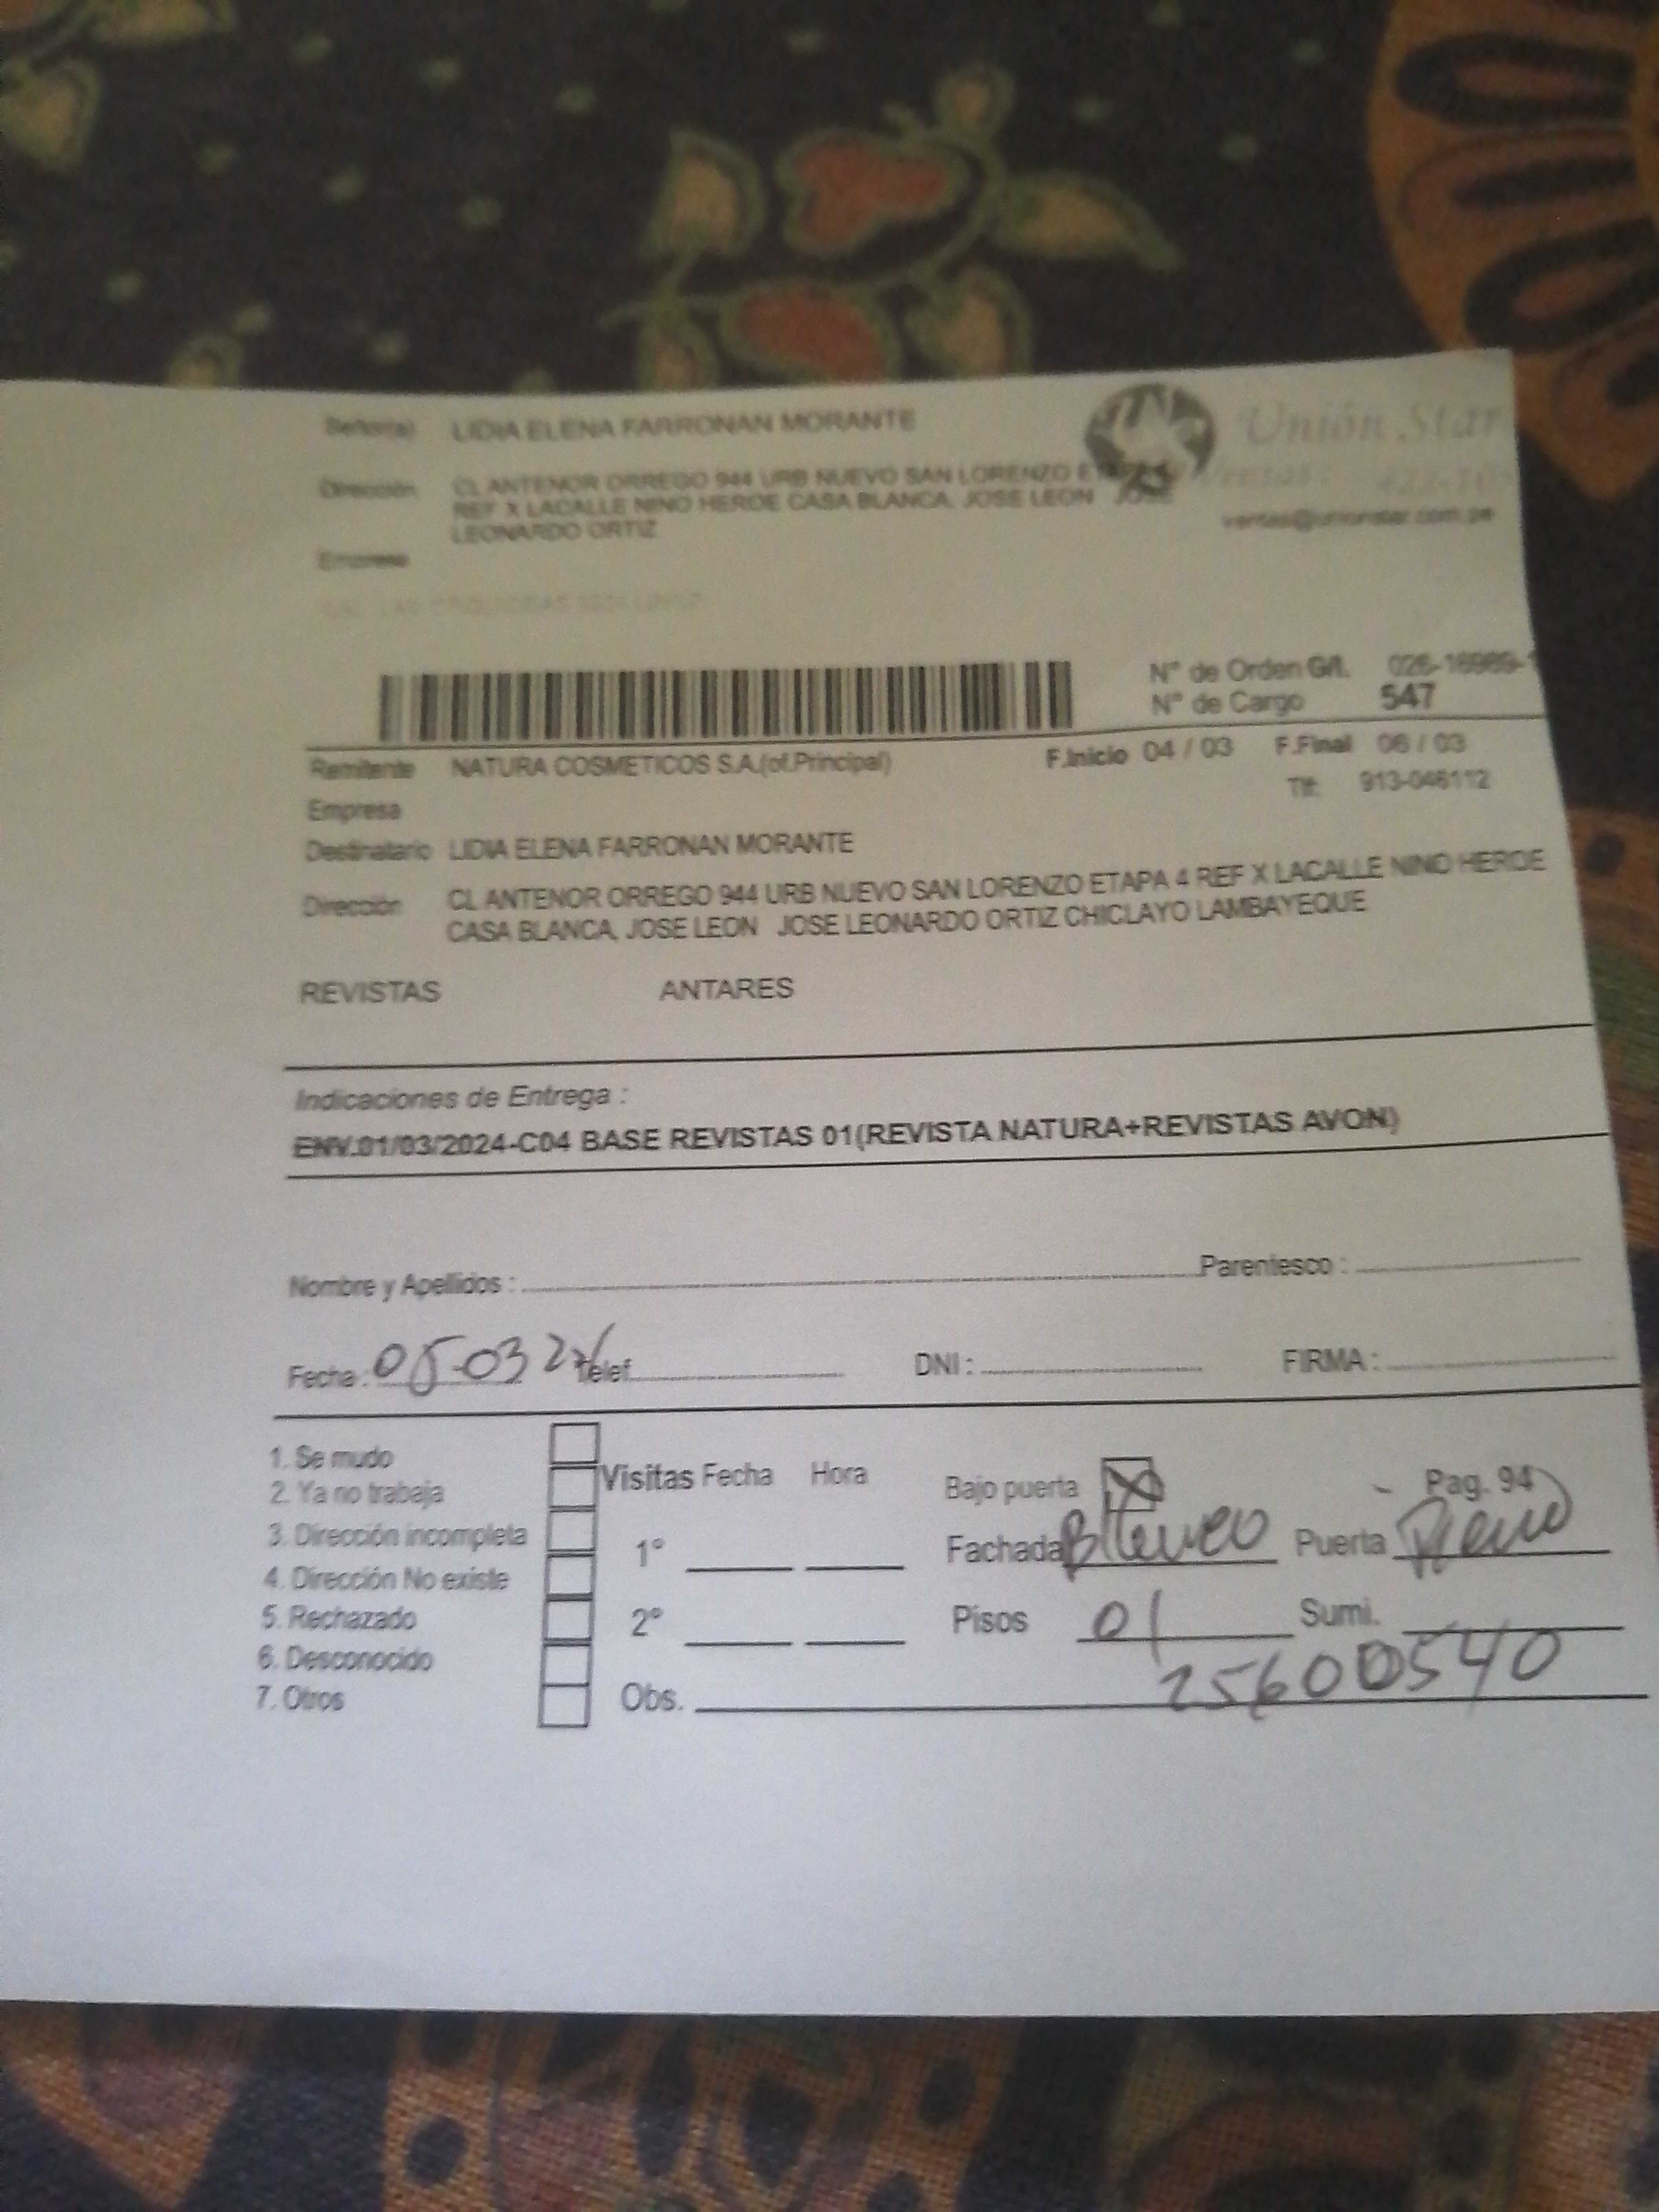 Señor(a) LIDIA ELENA FARRONAN MORANTE
Unión Star
Dirección CL ANTENOR ORREGO 944 URB NUEVO SAN LORENZO
REF X LACALLE NINO HEROE CASA BLANCA, JOSE LEON
LEONARDO ORTIZ
ventas@unionstar.com.pe
Empresa
N° de Orden G/I. 026-16989-
N° de Cargo 547
Remitente NATURA COSMETICOS S.A.(of.Principal) F.Inicio 04 / 03 F.Final 06 / 03
Empresa Tlf: 913-046112
Destinatario LIDIA ELENA FARRONAN MORANTE
Dirección CL ANTENOR ORREGO 944 URB NUEVO SAN LORENZO ETAPA 4 REF X LACALLE NINO HEROE
CASA BLANCA, JOSE LEON JOSE LEONARDO ORTIZ CHICLAYO LAMBAYEQUE
REVISTAS ANTARES
Indicaciones de Entrega :
ENV.01/03/2024-C04 BASE REVISTAS 01(REVISTA NATURA+REVISTAS AVON)
Nombre y Apellidos : Parentesco :
Fecha : 05-03 24 Telef. DNI : FIRMA :
1. Se mudo
2. Ya no trabaja
3. Dirección incompleta
4. Dirección No existe
5. Rechazado
6. Desconocido
7. Otros
Visitas Fecha Hora
1°
2°
Obs.
Bajo puerta X Pag. 94
Fachada Blanco Puerta
Pisos 01 Sumi.
25600540